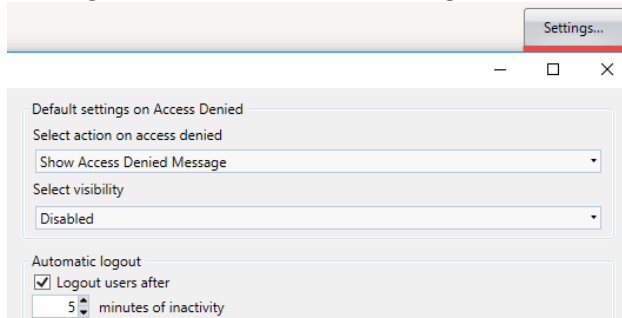 Settings...
Default settings on Access Denied
Select action on access denied
Show Access Denied Message
Select visibility
Disabled
Automatic logout
Logout users after
5 minutes of inactivity